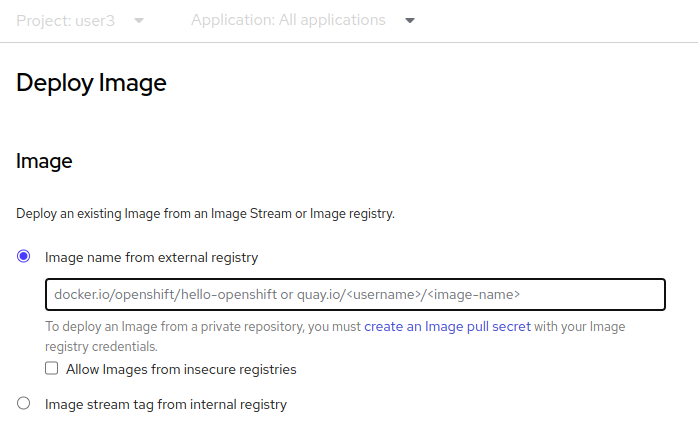 Project: user3 Application: All applications
Deploy Image
Image
Deploy an existing Image from an Image Stream or Image registry.
Image name from external registry
docker.io/openshift/hello-openshift or quay.io/<username>/<image-name>
To deploy an Image from a private repository, you must create an Image pull secret with your Image
registry credentials.
Allow Images from insecure registries
Image stream tag from internal registry